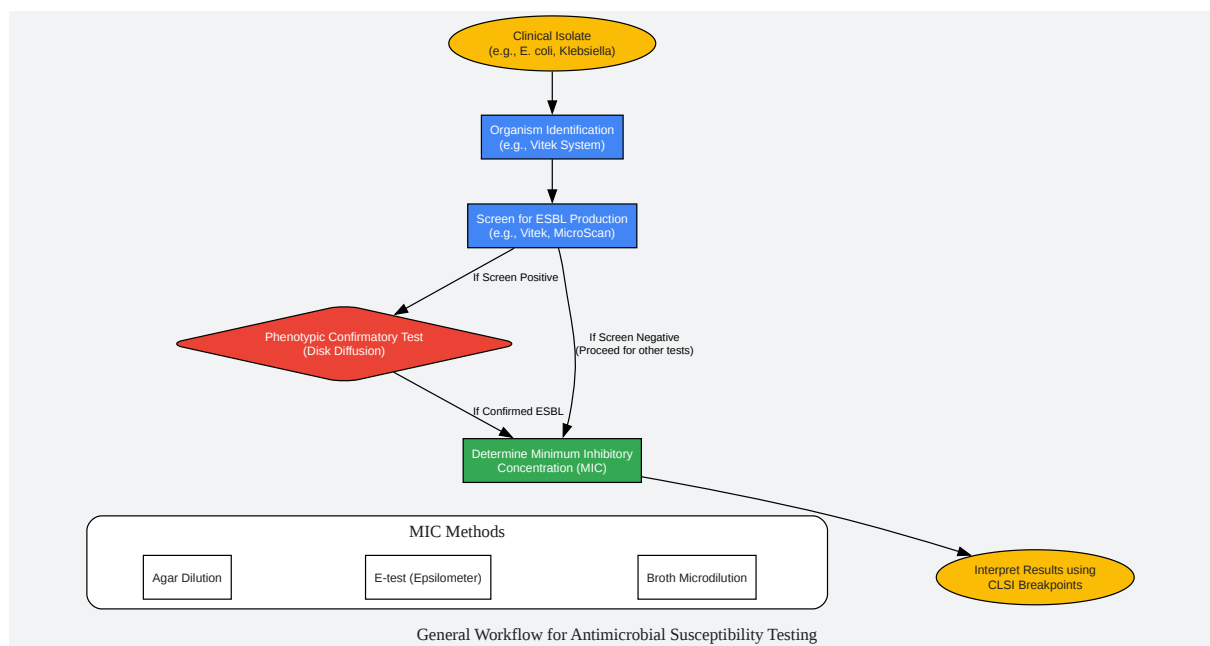 Clinical Isolate
(e.g., E. coli, Klebsiella)
Organism Identification
(e.g., Vitek System)
Screen for ESBL Production
(e.g., Vitek, MicroScan)
If Screen Positive
Phenotypic Confirmatory Test
(Disk Diffusion)
If Screen Negative
(Proceed for other tests)
If Confirmed ESBL
Determine Minimum Inhibitory
Concentration (MIC)
MIC Methods
Agar Dilution
E-test (Epsilometer)
Broth Microdilution
Interpret Results using
CLSI Breakpoints
General Workflow for Antimicrobial Susceptibility Testing